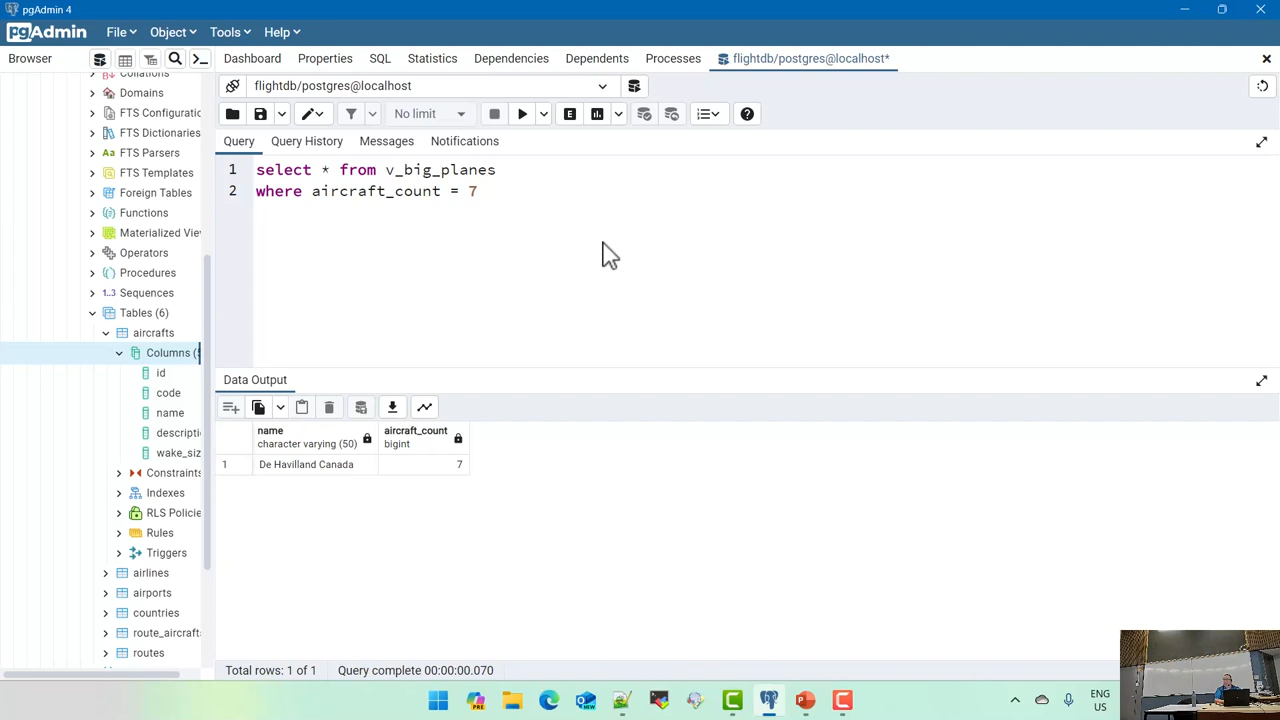 pgAdmin 4
pgAdmin File Object Tools Help
Browser Dashboard Properties SQL Statistics Dependencies Dependents Processes flightdb/postgres@localhost*
Collations
Domains
FTS Configuratio
FTS Dictionaries
FTS Parsers
FTS Templates
Foreign Tables
Functions
Materialized Vie
Operators
Procedures
1..3 Sequences
Tables (6)
aircrafts
Columns (
id
code
name
descripti
wake_siz
Constraints
Indexes
RLS Policie
Rules
Triggers
airlines
airports
countries
route_aircraft
routes
flightdb/postgres@localhost
No limit
Query Query History Messages Notifications
1 select * from v_big_planes
2 where aircraft_count = 7
Data Output
name aircraft_count
character varying (50) bigint
1 De Havilland Canada 7
Total rows: 1 of 1 Query complete 00:00:00.070
ENG
US